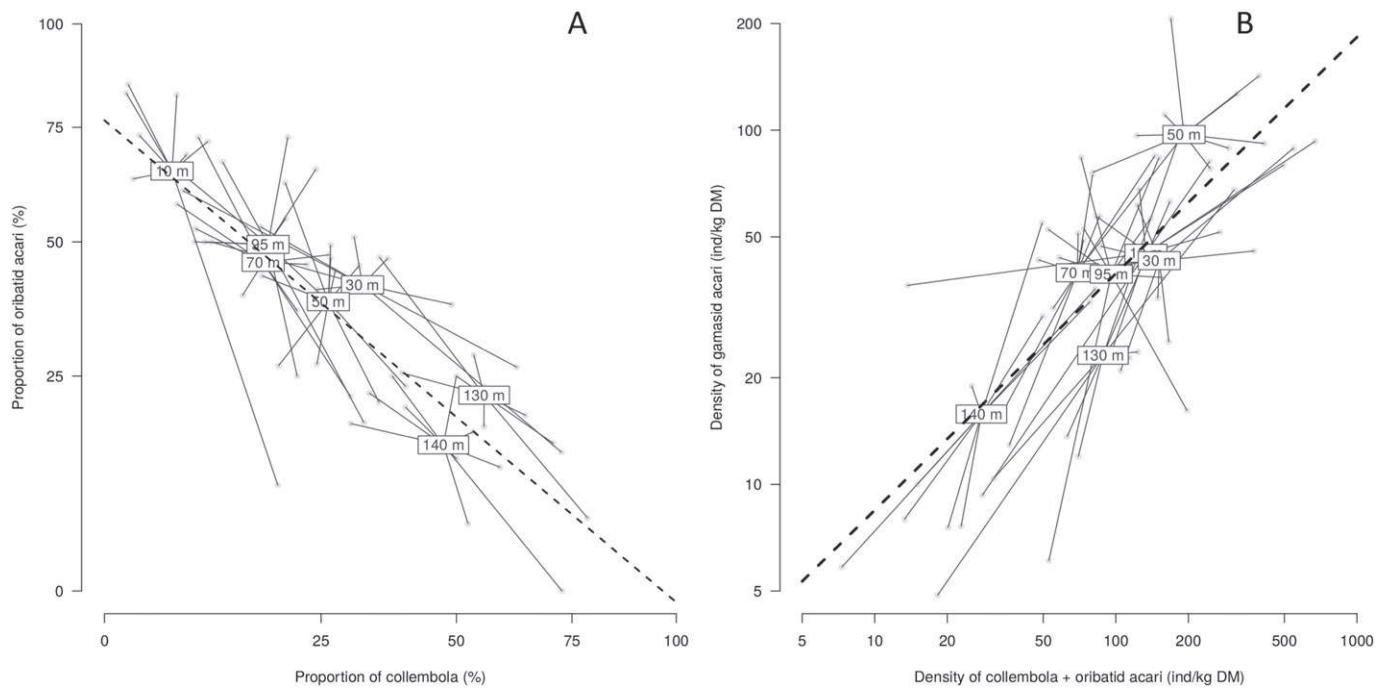 A
100
75
50
25
0
Proportion of oribatid acari (%)
10 m
95 m
70 m
30 m
50 m
130 m
140 m
0 25 50 75 100
Proportion of collembola (%)
B
200
100
50
20
10
5
Density of gamasid acari (ind/kg DM)
50 m
30 m
70 m
95 m
130 m
140 m
5 10 20 50 100 200 500 1000
Density of collembola + oribatid acari (ind/kg DM)